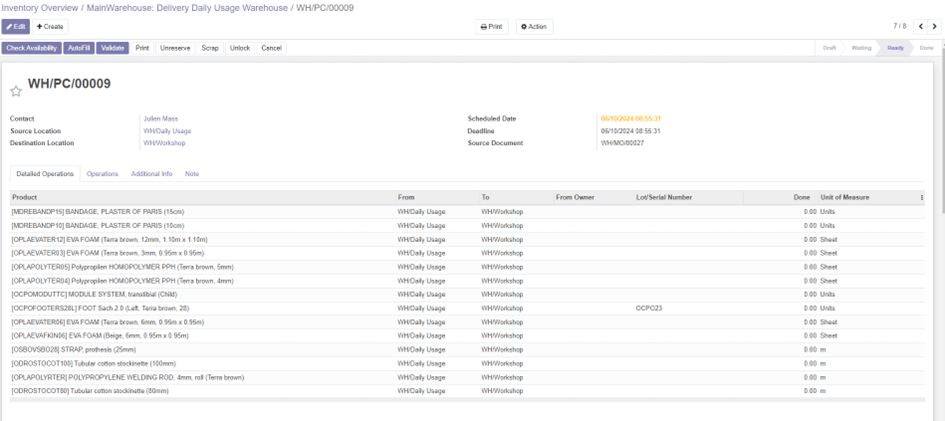 Inventory Overview / MainWarehouse: Delivery Daily Usage Warehouse / WH/PC/00009
Edit + Create Print Action 7 / 8
Check Availability AutoFill Validate Print Unreserve Scrap Unlock Cancel Draft Waiting Ready Done
WH/PC/00009
Contact Julien Mass Scheduled Date 06/10/2024 08:55:31
Source Location WH/Daily Usage Deadline 06/10/2024 08:55:31
Destination Location WH/Workshop Source Document WH/MO/00027
Detailed Operations Operations Additional Info Note
Product From To From Owner Lot/Serial Number Done Unit of Measure
[MDREBANDP15] BANDAGE, PLASTER OF PARIS (15cm) WH/Daily Usage WH/Workshop 0.00 Units
[MDREBANDP10] BANDAGE, PLASTER OF PARIS (10cm) WH/Daily Usage WH/Workshop 0.00 Units
[OPLAEVATER12] EVA FOAM (Terra brown, 12mm, 1.10m x 1.10m) WH/Daily Usage WH/Workshop 0.00 Sheet
[OPLAEVATER03] EVA FOAM (Terra brown, 3mm, 0.95m x 0.95m) WH/Daily Usage WH/Workshop 0.00 Sheet
[OPLAPOLYTER05] Polypropilen HOMOPOLYMER PPH (Terra brown, 5mm) WH/Daily Usage WH/Workshop 0.00 Sheet
[OPLAPOLYTER04] Polypropilen HOMOPOLYMER PPH (Terra brown, 4mm) WH/Daily Usage WH/Workshop 0.00 Sheet
[OCPOMODUTTC] MODULE SYSTEM, transtibial (Child) WH/Daily Usage WH/Workshop 0.00 Units
[OCPOFOOTERS28L] FOOT Sach 2.0 (Left, Terra brown, 28) WH/Daily Usage WH/Workshop OCPO23 0.00 Units
[OPLAEVATER06] EVA FOAM (Terra brown, 6mm, 0.95m x 0.95m) WH/Daily Usage WH/Workshop 0.00 Sheet
[OPLAEVAFKIN06] EVA FOAM (Beige, 6mm, 0.95m x 0.95m) WH/Daily Usage WH/Workshop 0.00 Sheet
[OSBOVSBO28] STRAP, prothesis (25mm) WH/Daily Usage WH/Workshop 0.00 m
[ODROSTOCOT100] Tubular cotton stockinette (100mm) WH/Daily Usage WH/Workshop 0.00 m
[OPLAPOLYRTER] POLYPROPYLENE WELDING ROD, 4mm, roll (Terra brown) WH/Daily Usage WH/Workshop 0.00 m
[ODROSTOCOT80] Tubular cotton stockinette (80mm) WH/Daily Usage WH/Workshop 0.00 m